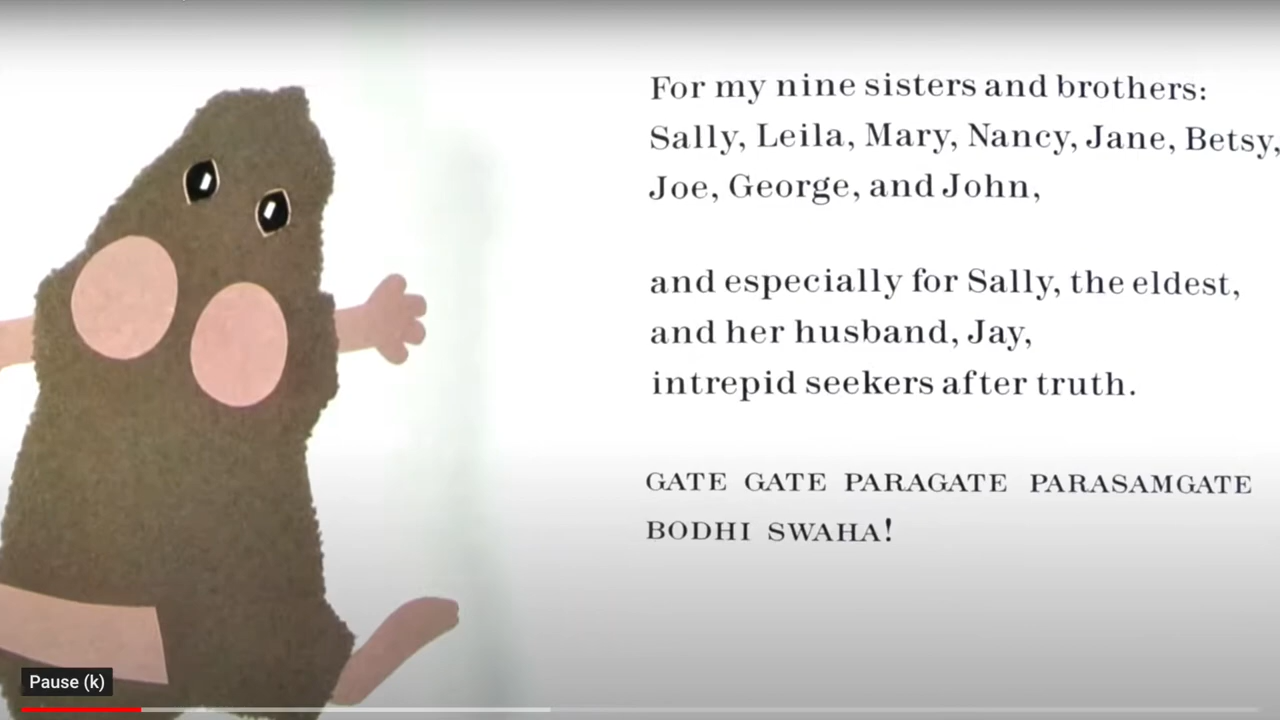 For my nine sisters and brothers:
Sally, Leila, Mary, Nancy, Jane, Betsy,
Joe, George, and John,
and especially for Sally, the eldest,
and her husband, Jay,
intrepid seekers after truth.
GATE GATE PARAGATE PARASAMGATE
BODHI SWAHA!
Pause (k)